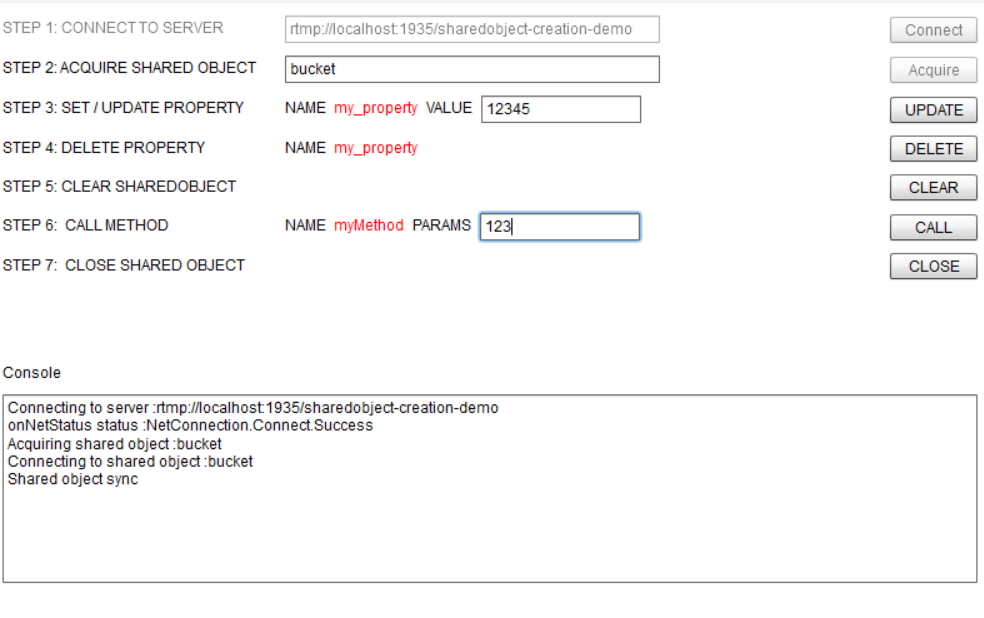 STEP 1: CONNECT TO SERVER rtmp://localhost:1935/sharedobject-creation-demo Connect
STEP 2: ACQUIRE SHARED OBJECT bucket Acquire
STEP 3: SET / UPDATE PROPERTY NAME my_property VALUE 12345 UPDATE
STEP 4: DELETE PROPERTY NAME my_property DELETE
STEP 5: CLEAR SHAREDOBJECT CLEAR
STEP 6: CALL METHOD NAME myMethod PARAMS 123 CALL
STEP 7: CLOSE SHARED OBJECT CLOSE
Console
Connecting to server :rtmp://localhost:1935/sharedobject-creation-demo
onNetStatus status :NetConnection.Connect.Success
Acquiring shared object :bucket
Connecting to shared object :bucket
Shared object sync